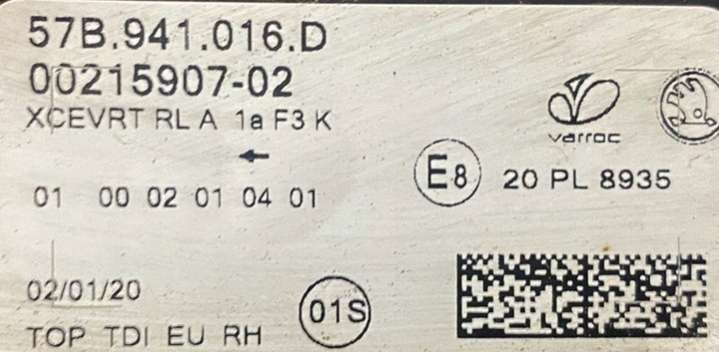 57B.941.016.D
00215907-02
XCEVRT RL A 1a F3 K
varroc
←
E8 20 PL 8935
01 00 02 01 04 01
02/01/20
01S
TOP TDI EU RH